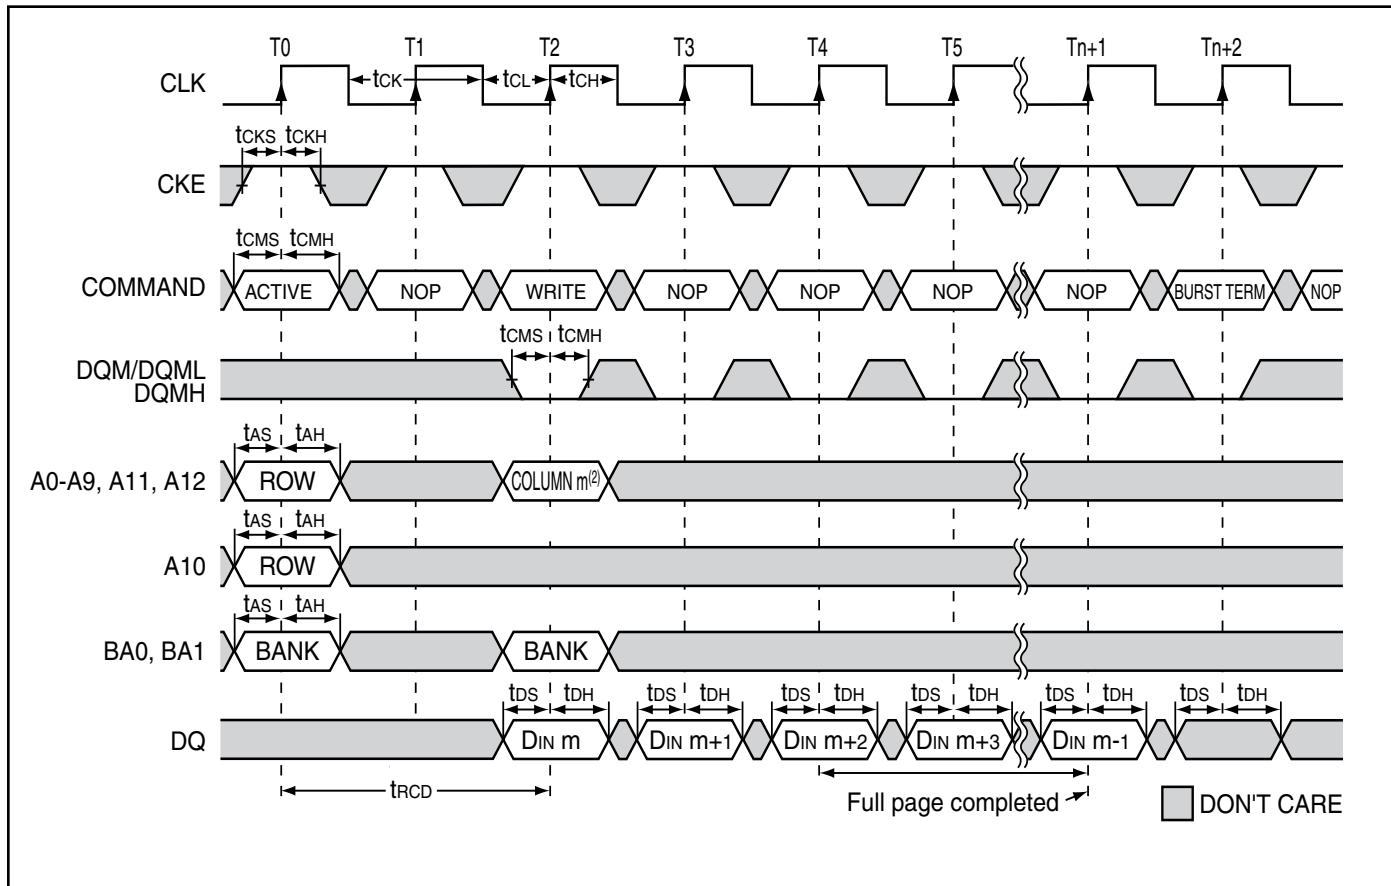 T0 T1 T2 T3 T4 T5 Tn+1 Tn+2
CLK
tCK tCL tCH
tCKS tCKH
CKE
tCMS tCMH
COMMAND ACTIVE NOP WRITE NOP NOP NOP NOP BURST TERM NOP
tCMS tCMH
DQM/DQML
DQMH
tAS tAH
A0-A9, A11, A12 ROW COLUMN m(2)
tAS tAH
A10 ROW
tAS tAH
BA0, BA1 BANK BANK
tDS tDH tDS tDH tDS tDH tDS tDH tDS tDH tDS tDH
DQ DIN m DIN m+1 DIN m+2 DIN m+3 DIN m-1
tRCD
Full page completed
DON'T CARE